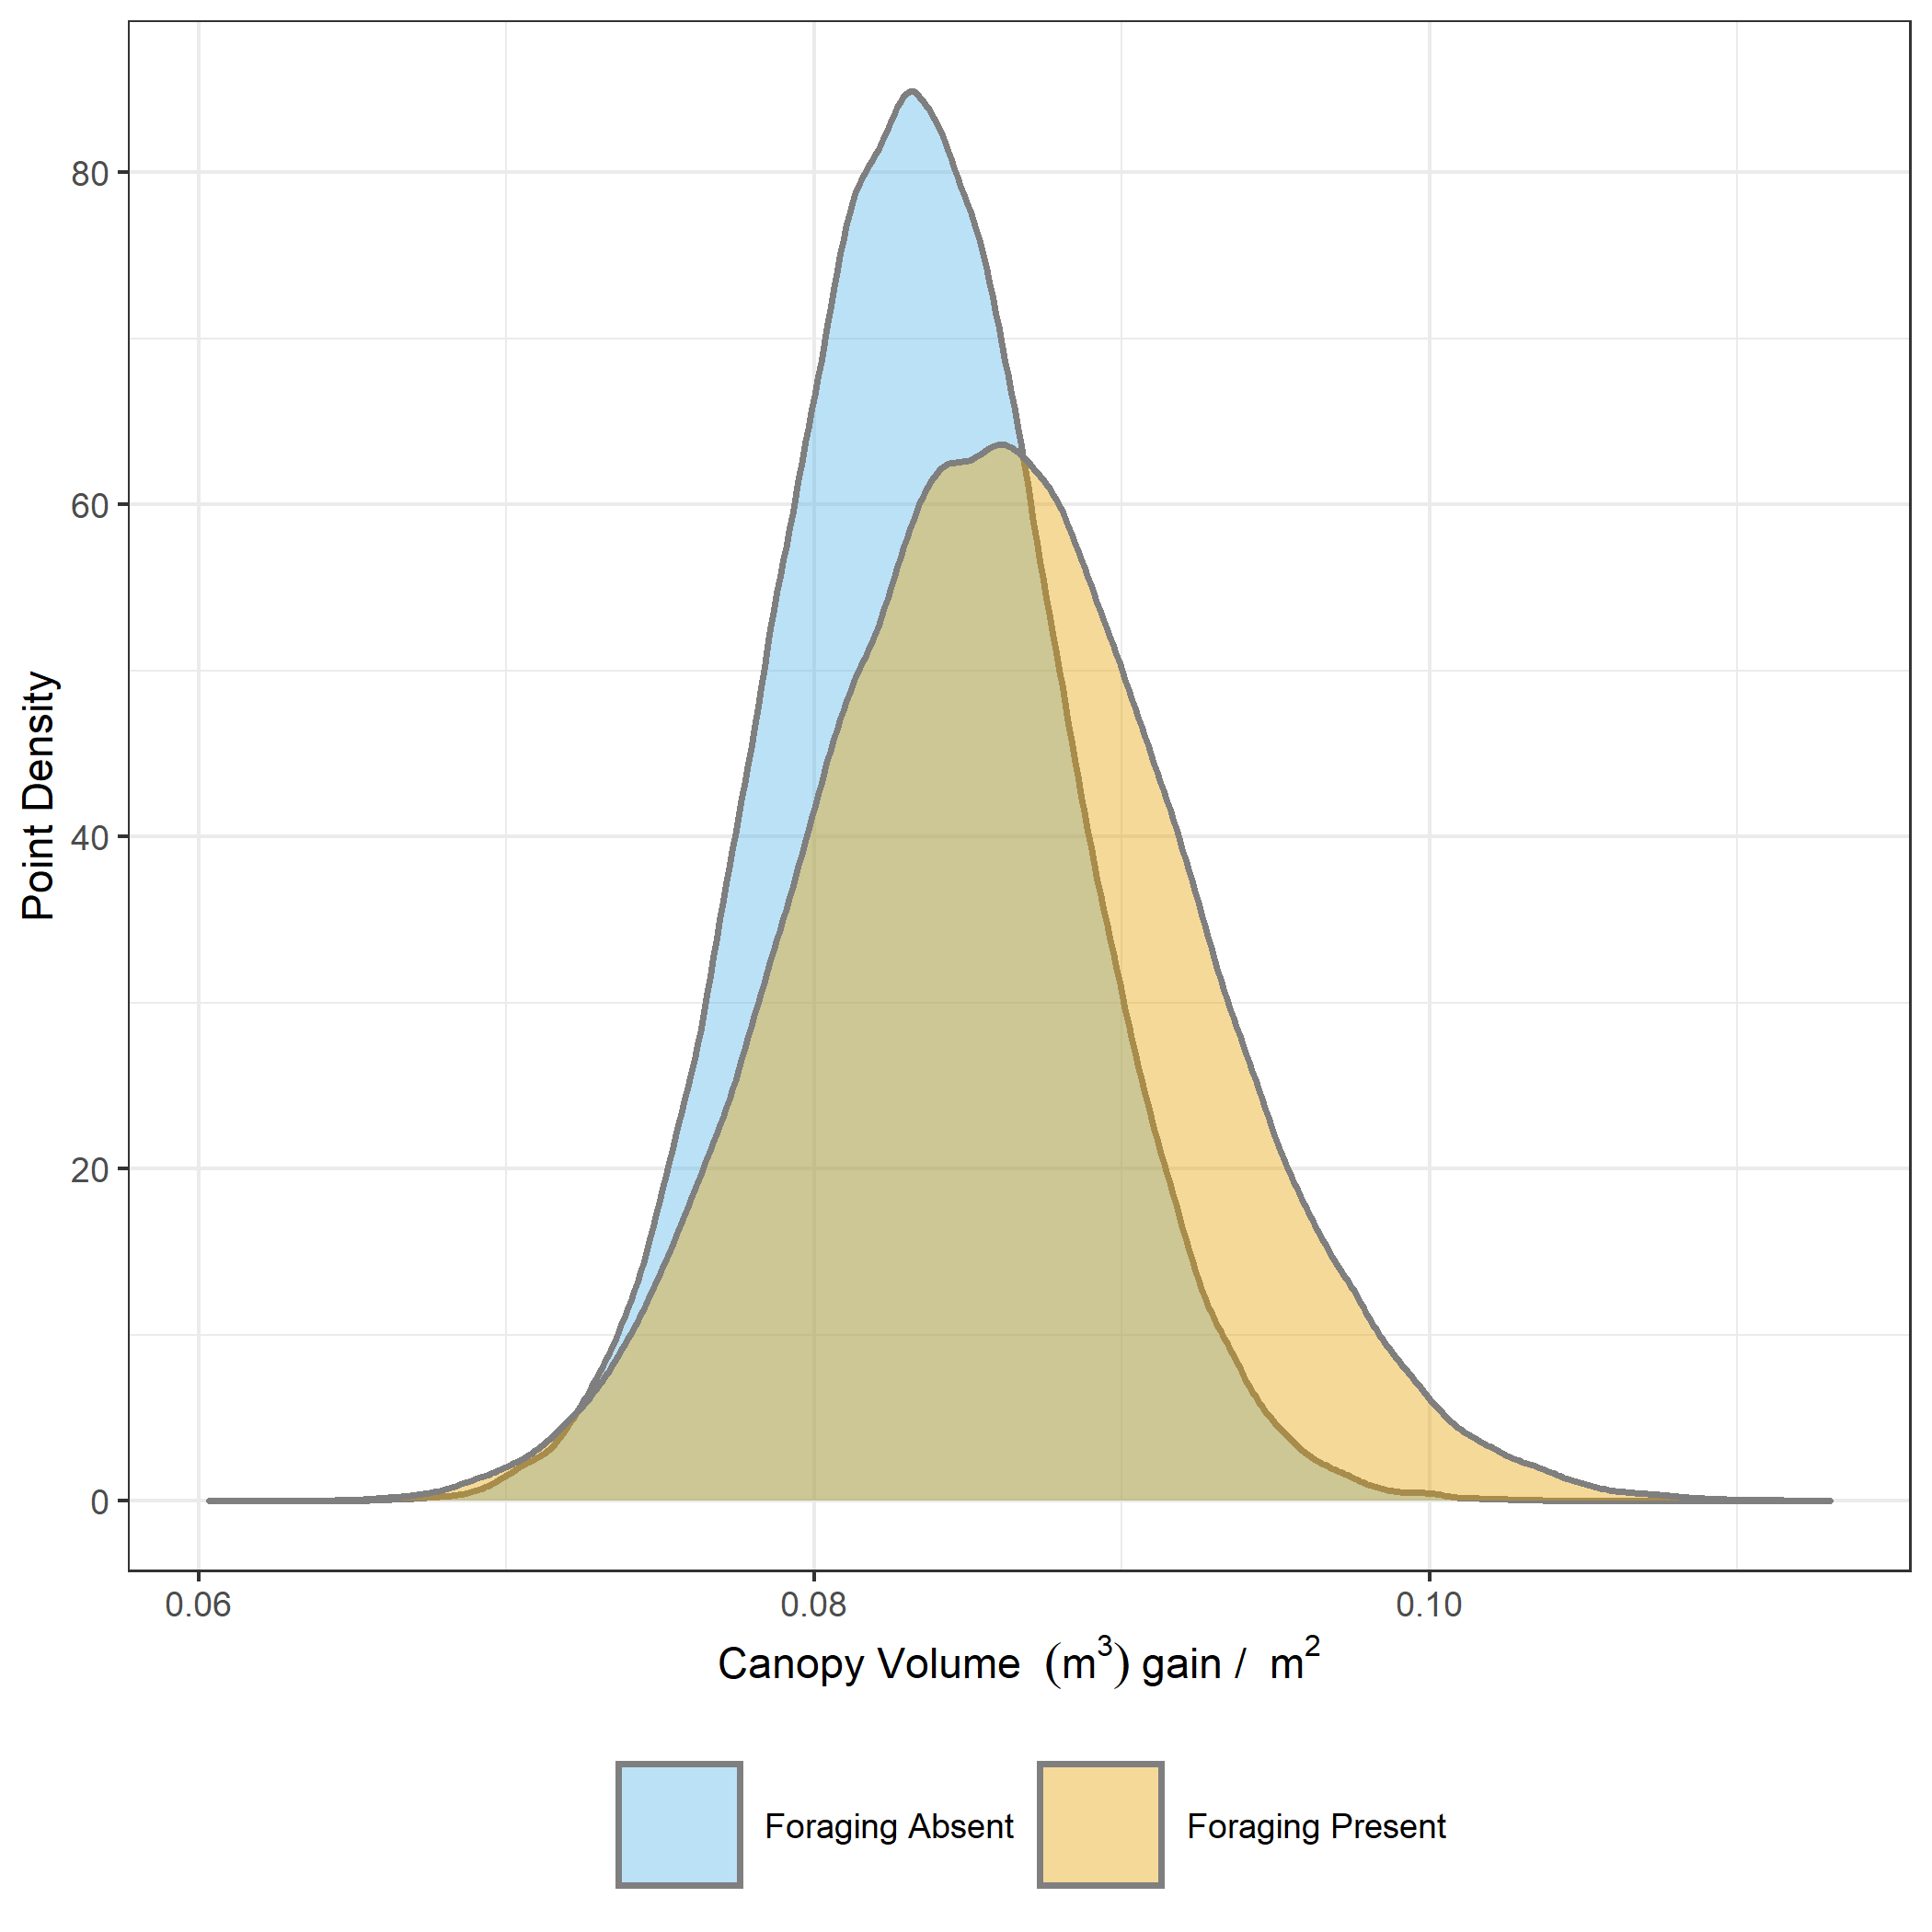 80
60
40
20
0
Point Density
0.06 0.08 0.10
Canopy Volume (m³) gain / m²
Foraging Absent Foraging Present